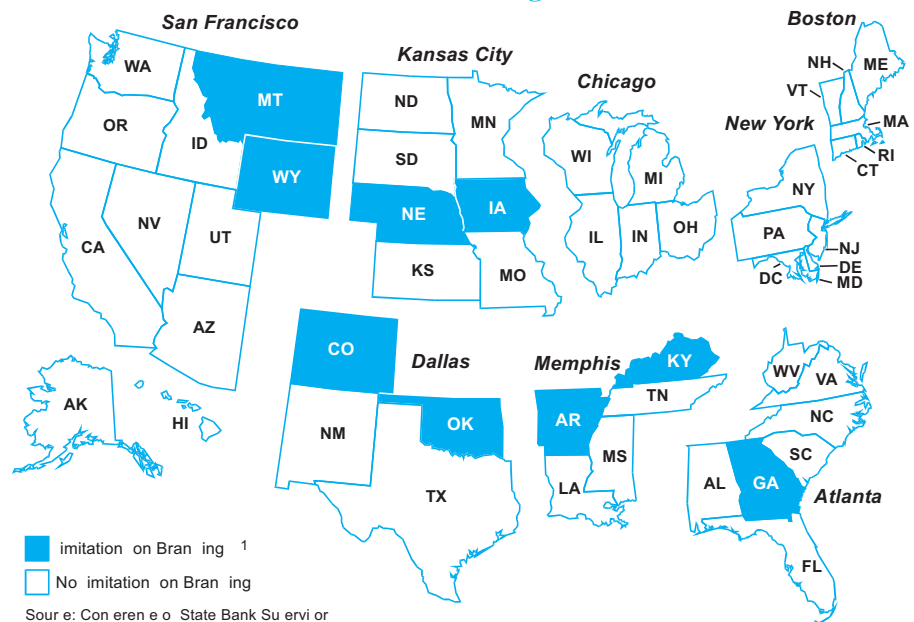 San Francisco
WA
OR
ID
MT
WY
CA
NV
UT
AZ
AK
HI
Kansas City
ND
MN
SD
NE
IA
KS
MO
Chicago
WI
MI
IL
IN
OH
Boston
NH
ME
VT
MA
RI
CT
New York
NY
PA
NJ
DE
MD
DC
Dallas
CO
NM
OK
TX
Memphis
KY
TN
AR
MS
LA
WV
VA
NC
SC
AL
GA
FL
Atlanta
imitation on Bran ing 1
No imitation on Bran ing
Sour e: Con eren e o State Bank Su ervi or